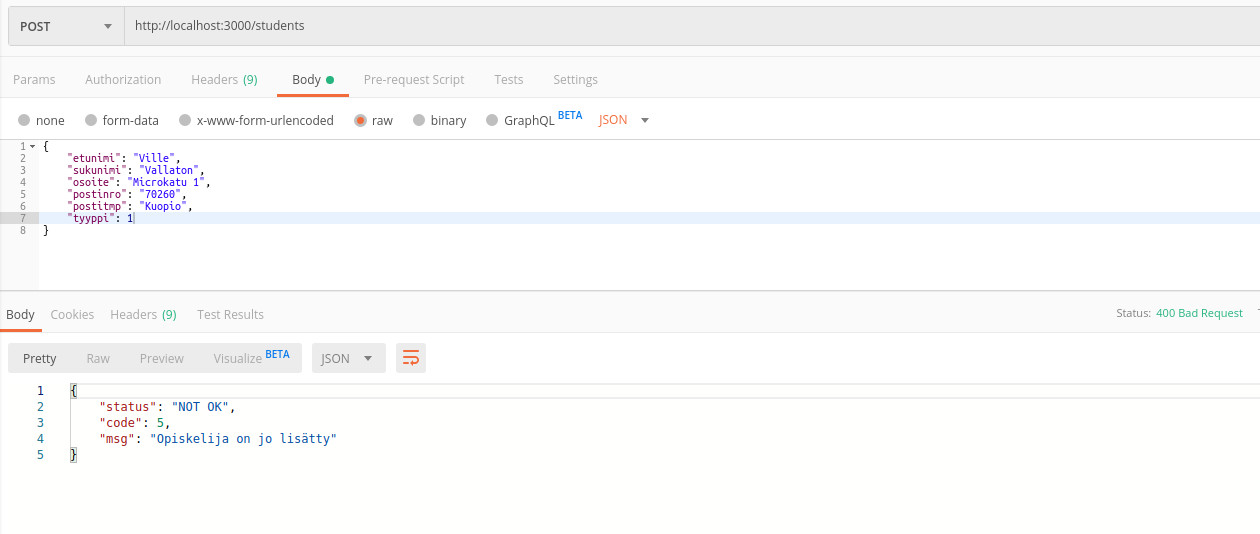 POST http://localhost:3000/students
Params Authorization Headers (9) Body Pre-request Script Tests Settings
none form-data x-www-form-urlencoded raw binary GraphQL BETA JSON
1 {
2 "etunimi": "Ville",
3 "sukunimi": "Vallaton",
4 "osoite": "Microkatu 1",
5 "postinro": "70260",
6 "postitmp": "Kuopio",
7 "tyyppi": 1
8 }
Body Cookies Headers (9) Test Results Status: 400 Bad Request
Pretty Raw Preview Visualize BETA JSON
1 {
2 "status": "NOT OK",
3 "code": 5,
4 "msg": "Opiskelija on jo lisätty"
5 }